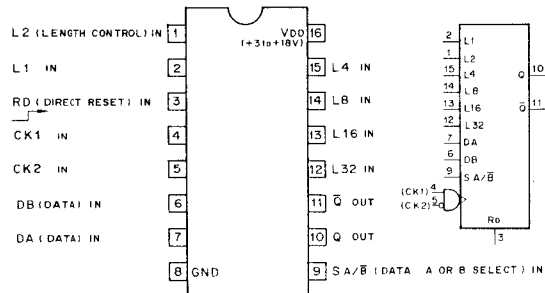 L2 (LENGTH CONTROL) IN 1
16 VDD
(+3 to +18V)
L1 IN 2
15 L4 IN
RD (DIRECT RESET) IN 3
14 L8 IN
CK1 IN 4
13 L16 IN
CK2 IN 5
12 L32 IN
DB (DATA) IN 6
11 Q̅ OUT
DA (DATA) IN 7
10 Q OUT
8 GND
9 SA/B̅ (DATA A OR B SELECT) IN
2 L1
1 L2
15 L4
14 L8
13 L16
12 L32
7 DA
6 DB
9 SA/B̅
Q 10
Q̅ 11
(CK1) 4
(CK2) 5
RD
3